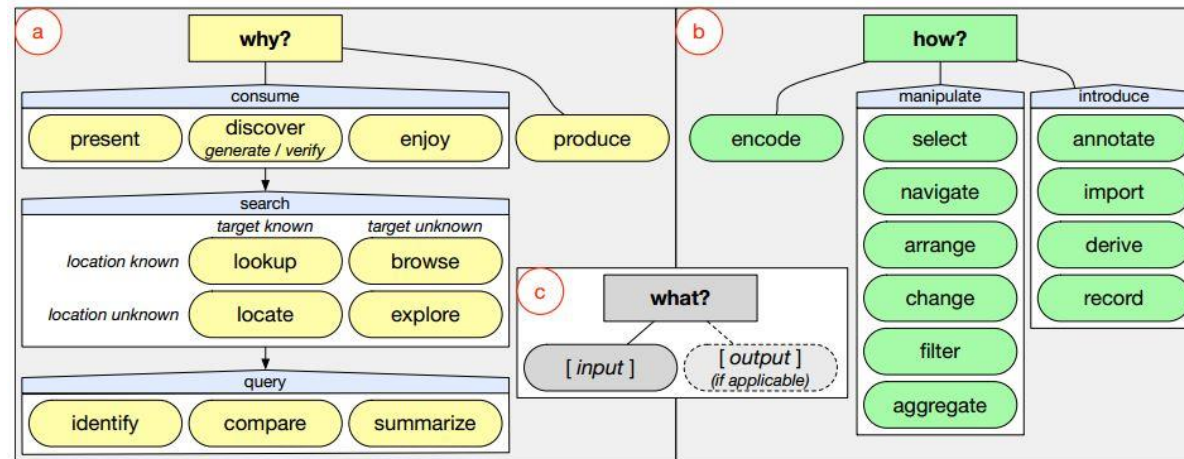 a
why?
consume
present
discover
generate / verify
enjoy
produce
search
target known
target unknown
location known
lookup
browse
location unknown
locate
explore
query
identify
compare
summarize
b
how?
encode
manipulate
select
navigate
arrange
change
filter
aggregate
introduce
annotate
import
derive
record
c
what?
[ input ]
[ output ]
(if applicable)